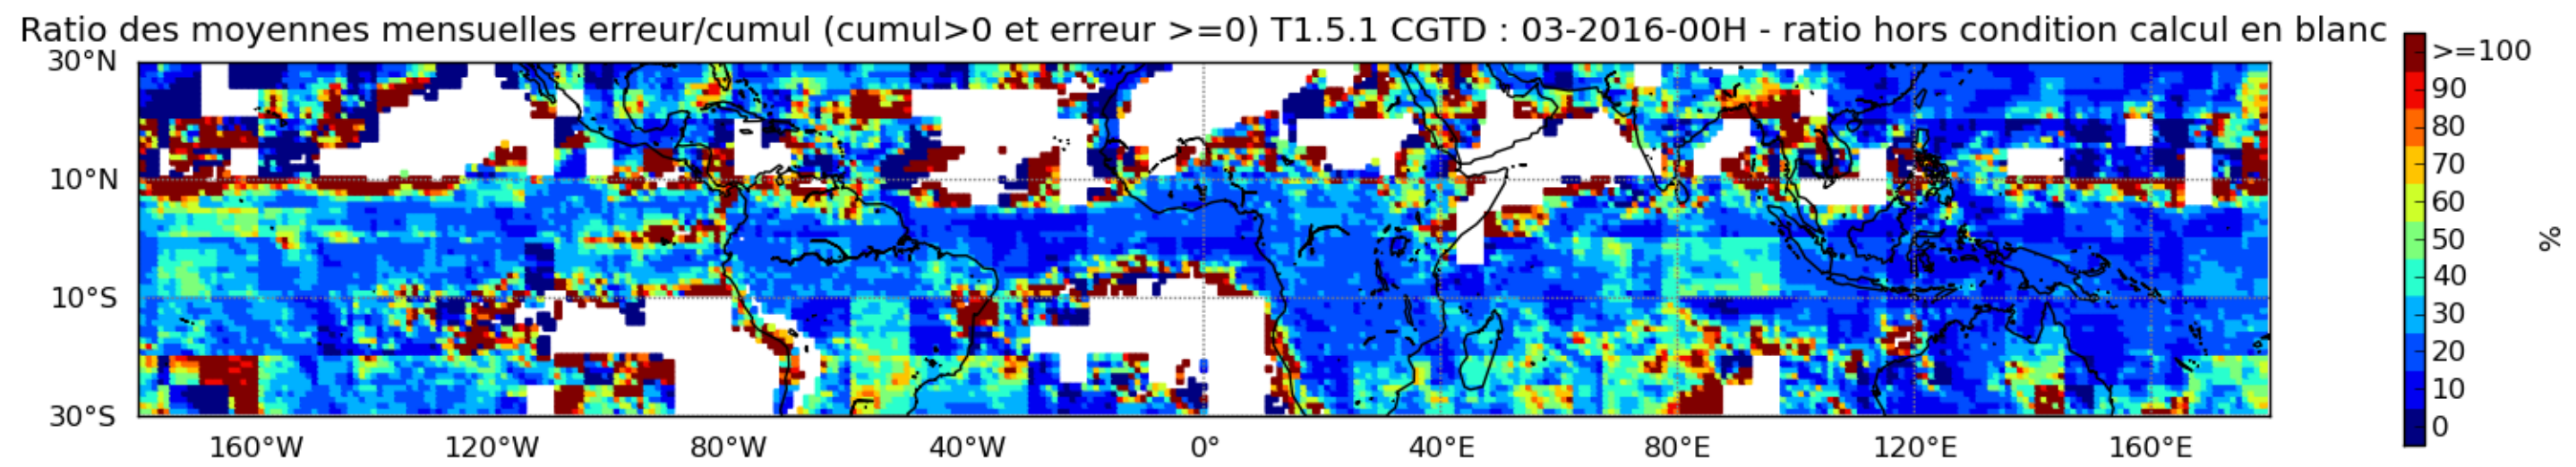 Ratio des moyennes mensuelles erreur/cumul (cumul>0 et erreur >=0) T1.5.1 CGTD : 03-2016-00H - ratio hors condition calcul en blanc
30°N
10°N
10°S
30°S
160°W 120°W 80°W 40°W 0° 40°E 80°E 120°E 160°E
>=100
90
80
70
60
50
40
30
20
10
0
%